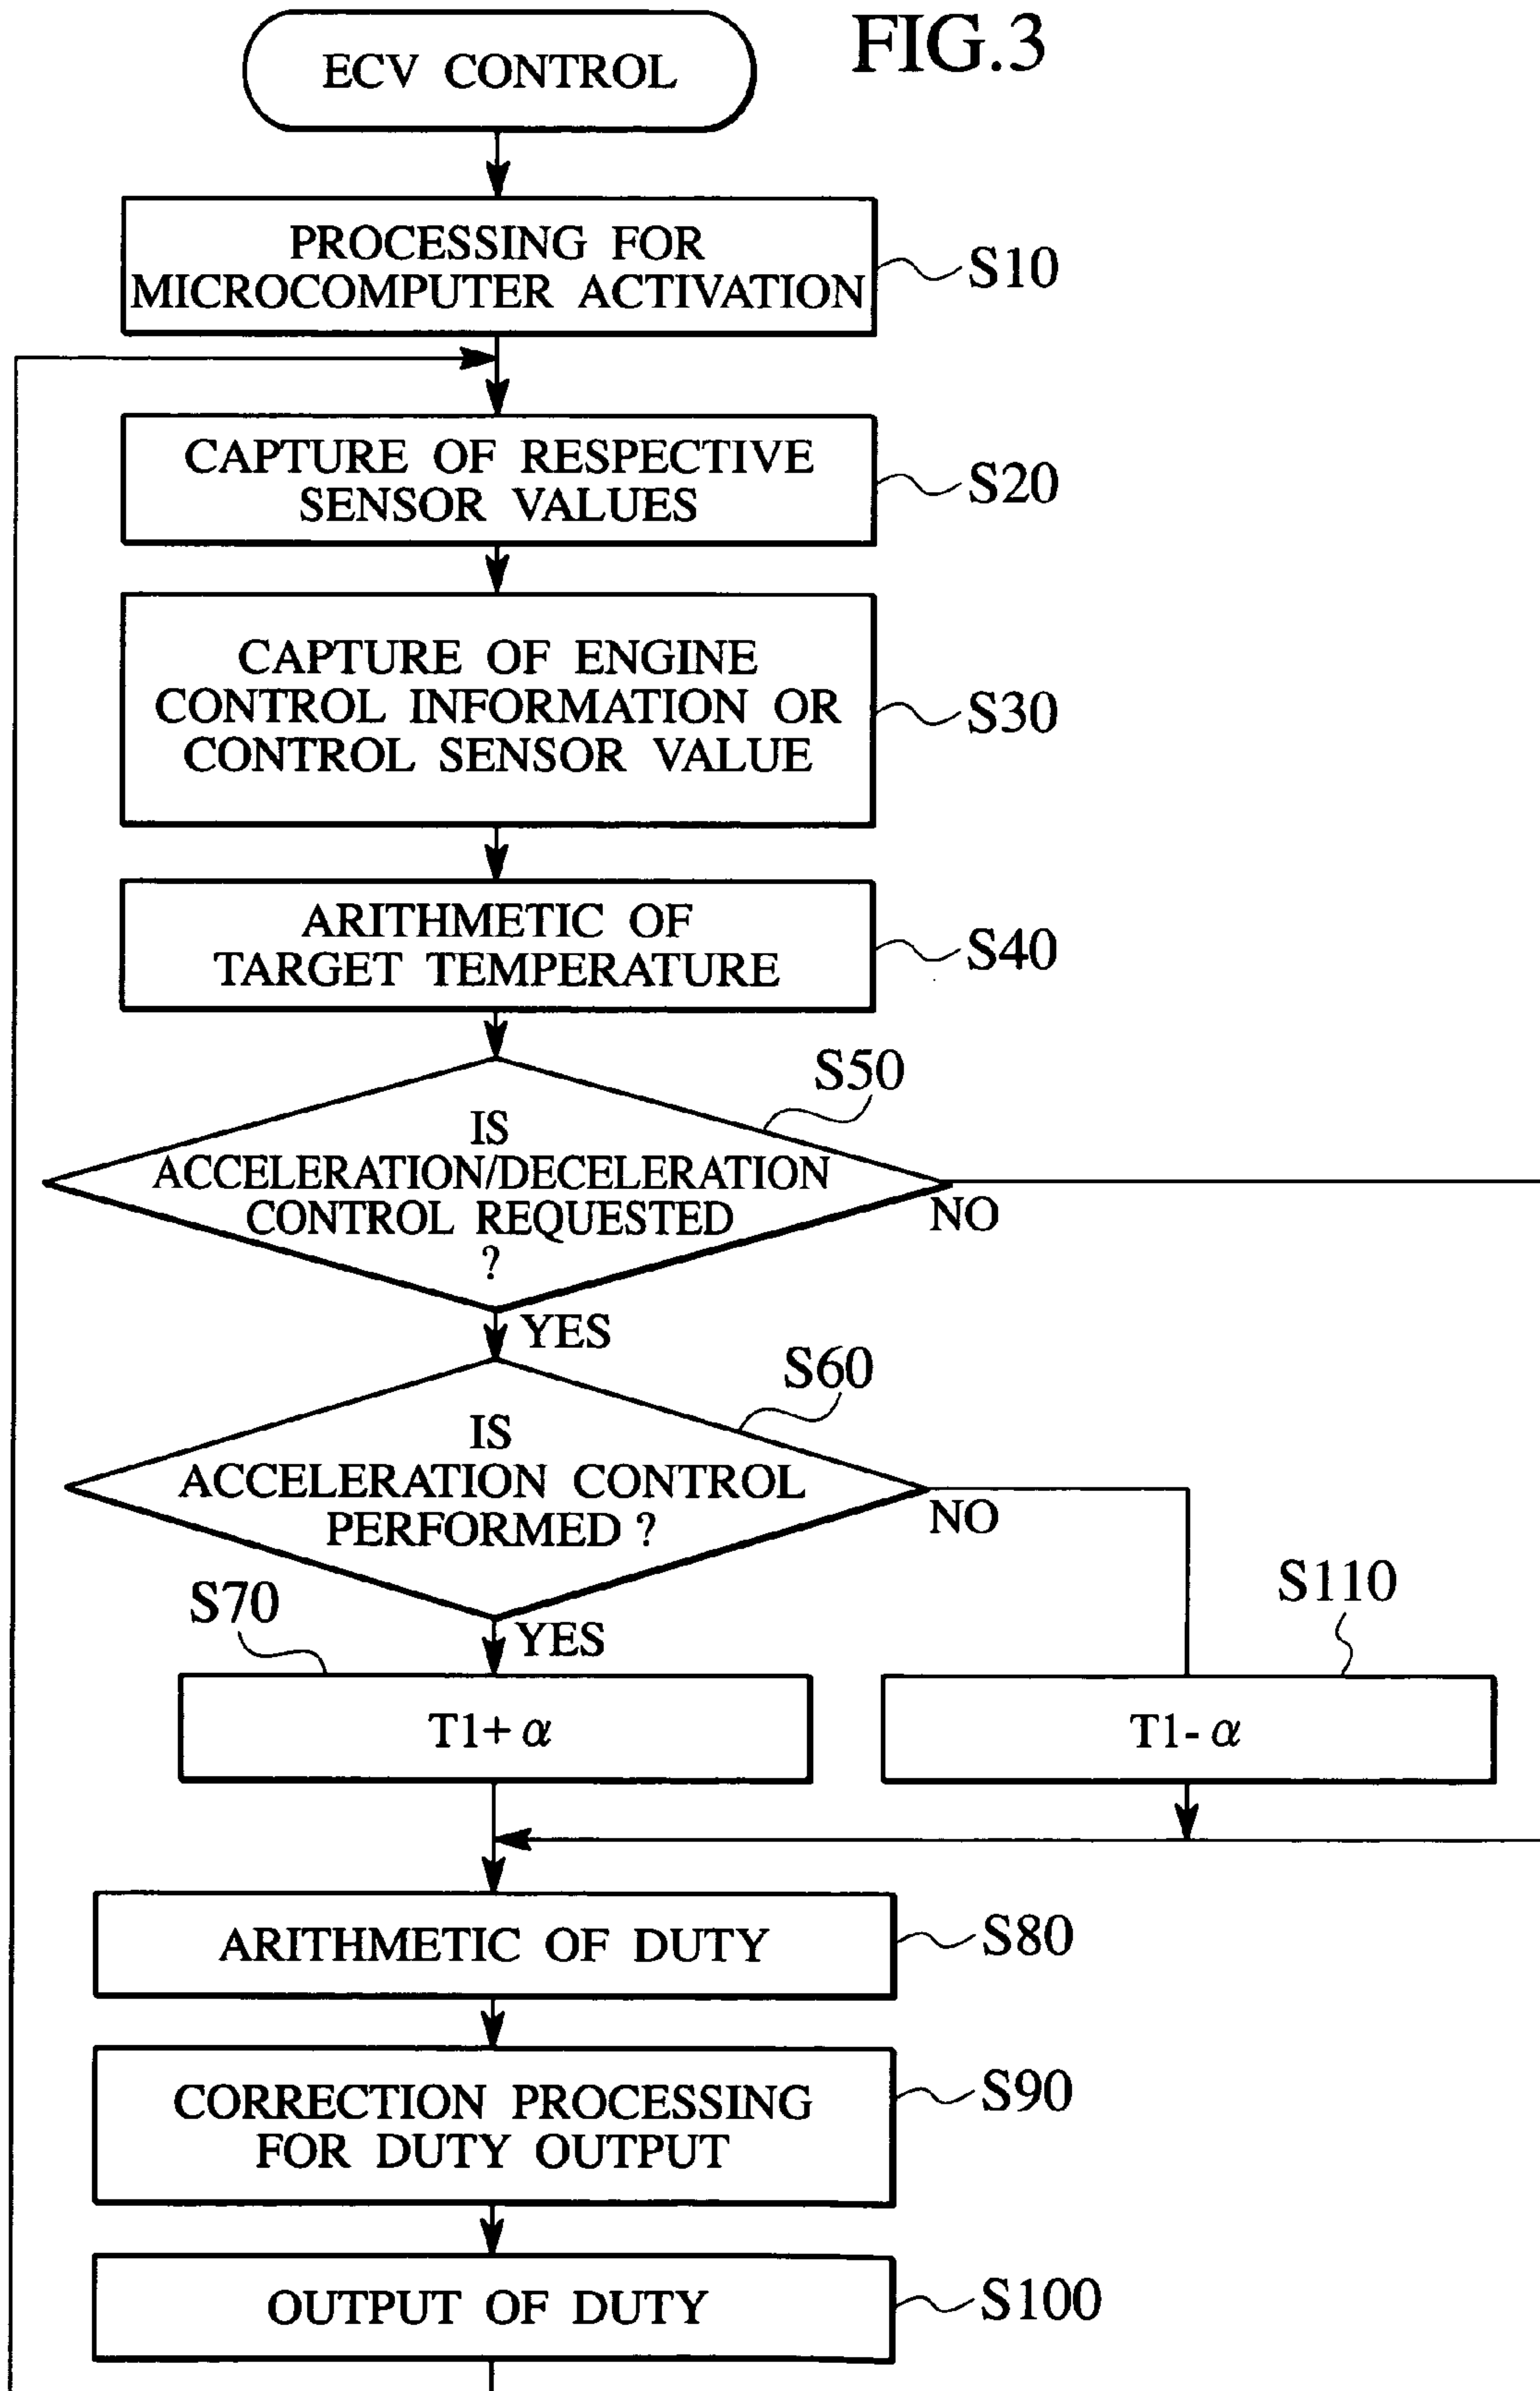 FIG.3
ECV CONTROL
PROCESSING FOR
MICROCOMPUTER ACTIVATION
S10
CAPTURE OF RESPECTIVE
SENSOR VALUES
S20
CAPTURE OF ENGINE
CONTROL INFORMATION OR
CONTROL SENSOR VALUE
S30
ARITHMETIC OF
TARGET TEMPERATURE
S40
S50
IS
ACCELERATION/DECELERATION
CONTROL REQUESTED
?
NO
YES
S60
IS
ACCELERATION CONTROL
PERFORMED ?
NO
YES
S70
T1+α
S110
T1-α
ARITHMETIC OF DUTY
S80
CORRECTION PROCESSING
FOR DUTY OUTPUT
S90
OUTPUT OF DUTY
S100